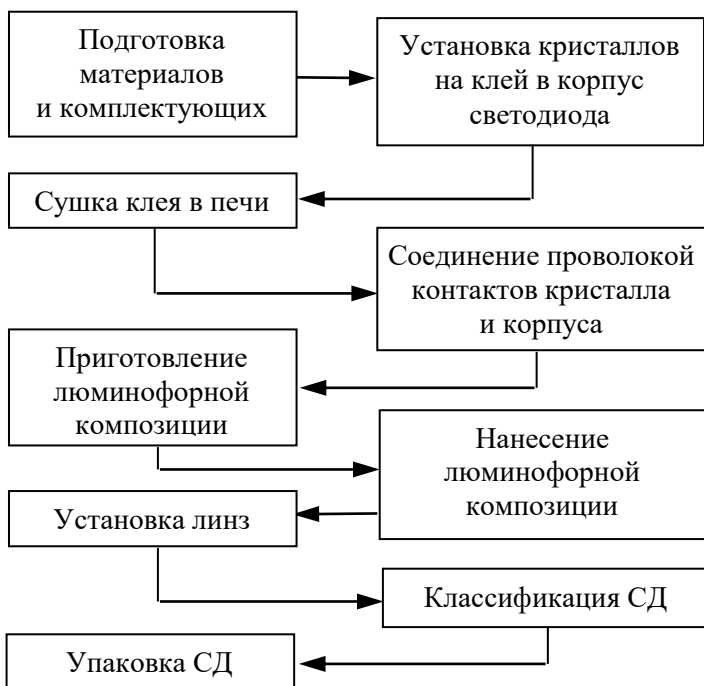 Подготовка
материалов
и комплектующих
Установка кристаллов
на клей в корпус
светодиода
Сушка клея в печи
Соединение проволокой
контактов кристалла
и корпуса
Приготовление
люминофорной
композиции
Нанесение
люминофорной
композиции
Установка линз
Классификация СД
Упаковка СД